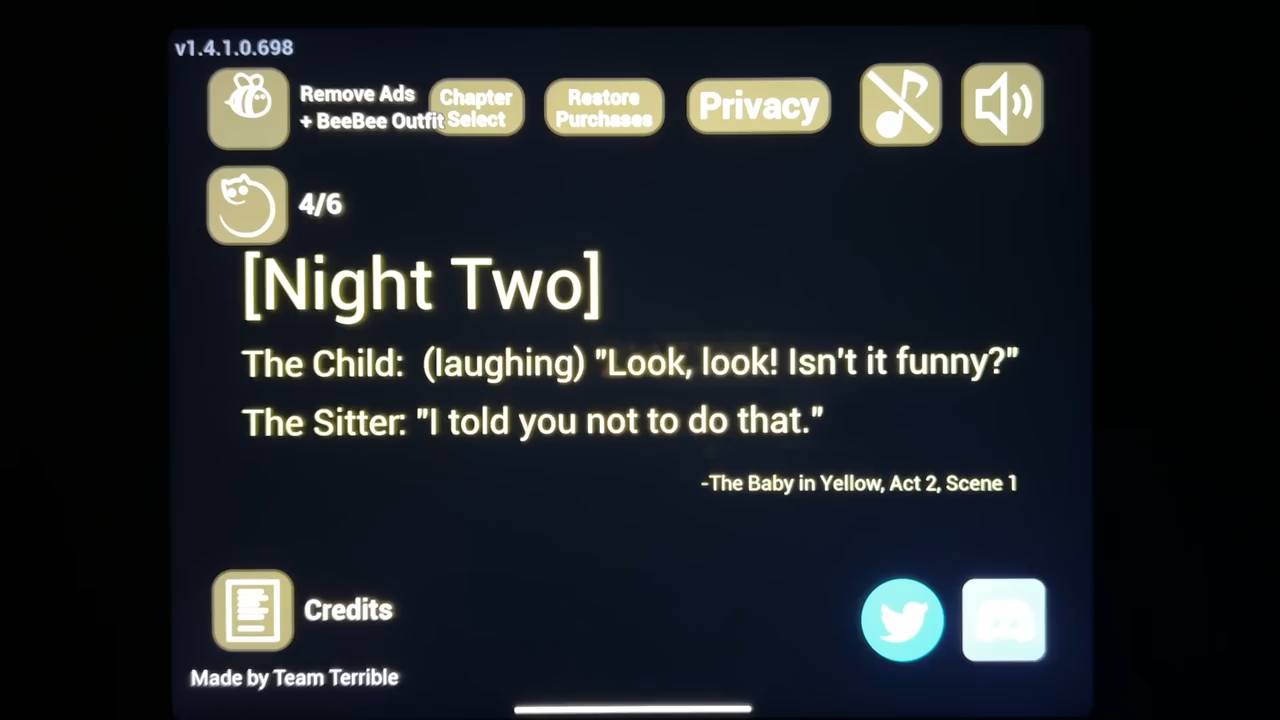 v1.4.1.0.698
Remove Ads
+ BeeBee Outfit
Chapter
Select
Restore
Purchases
Privacy
4/6
[Night Two]
The Child: (laughing) "Look, look! Isn't it funny?"
The Sitter: "I told you not to do that."
-The Baby in Yellow, Act 2, Scene 1
Credits
Made by Team Terrible